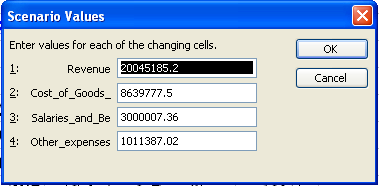 Scenario Values
Enter values for each of the changing cells.
1: Revenue 20045185.2 OK
2: Cost_of_Goods_ 8639777.5 Cancel
3: Salaries_and_Be 3000007.36
4: Other_expenses 1011387.02